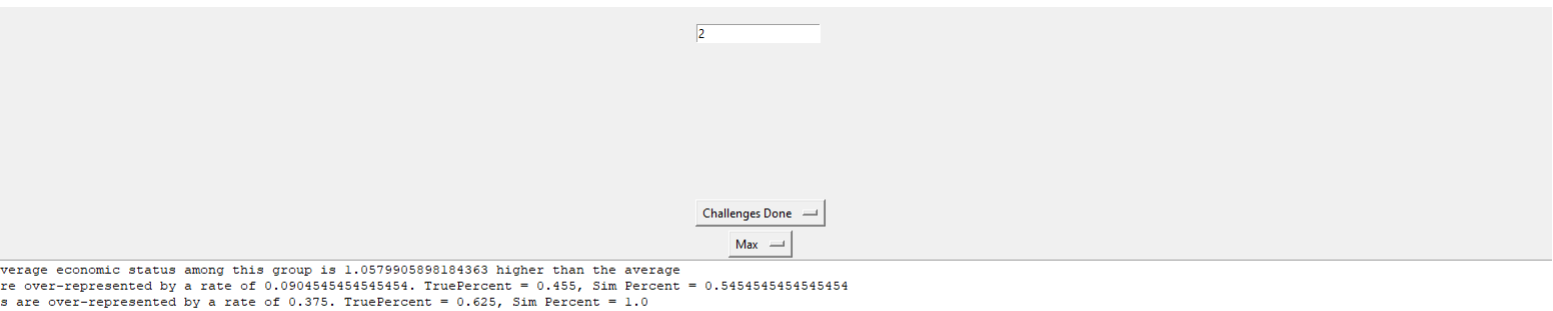 2
Challenges Done
Max
verage economic status among this group is 1.0579905898184363 higher than the average
re over-represented by a rate of 0.0904545454545454. TruePercent = 0.455, Sim Percent = 0.5454545454545454
s are over-represented by a rate of 0.375. TruePercent = 0.625, Sim Percent = 1.0